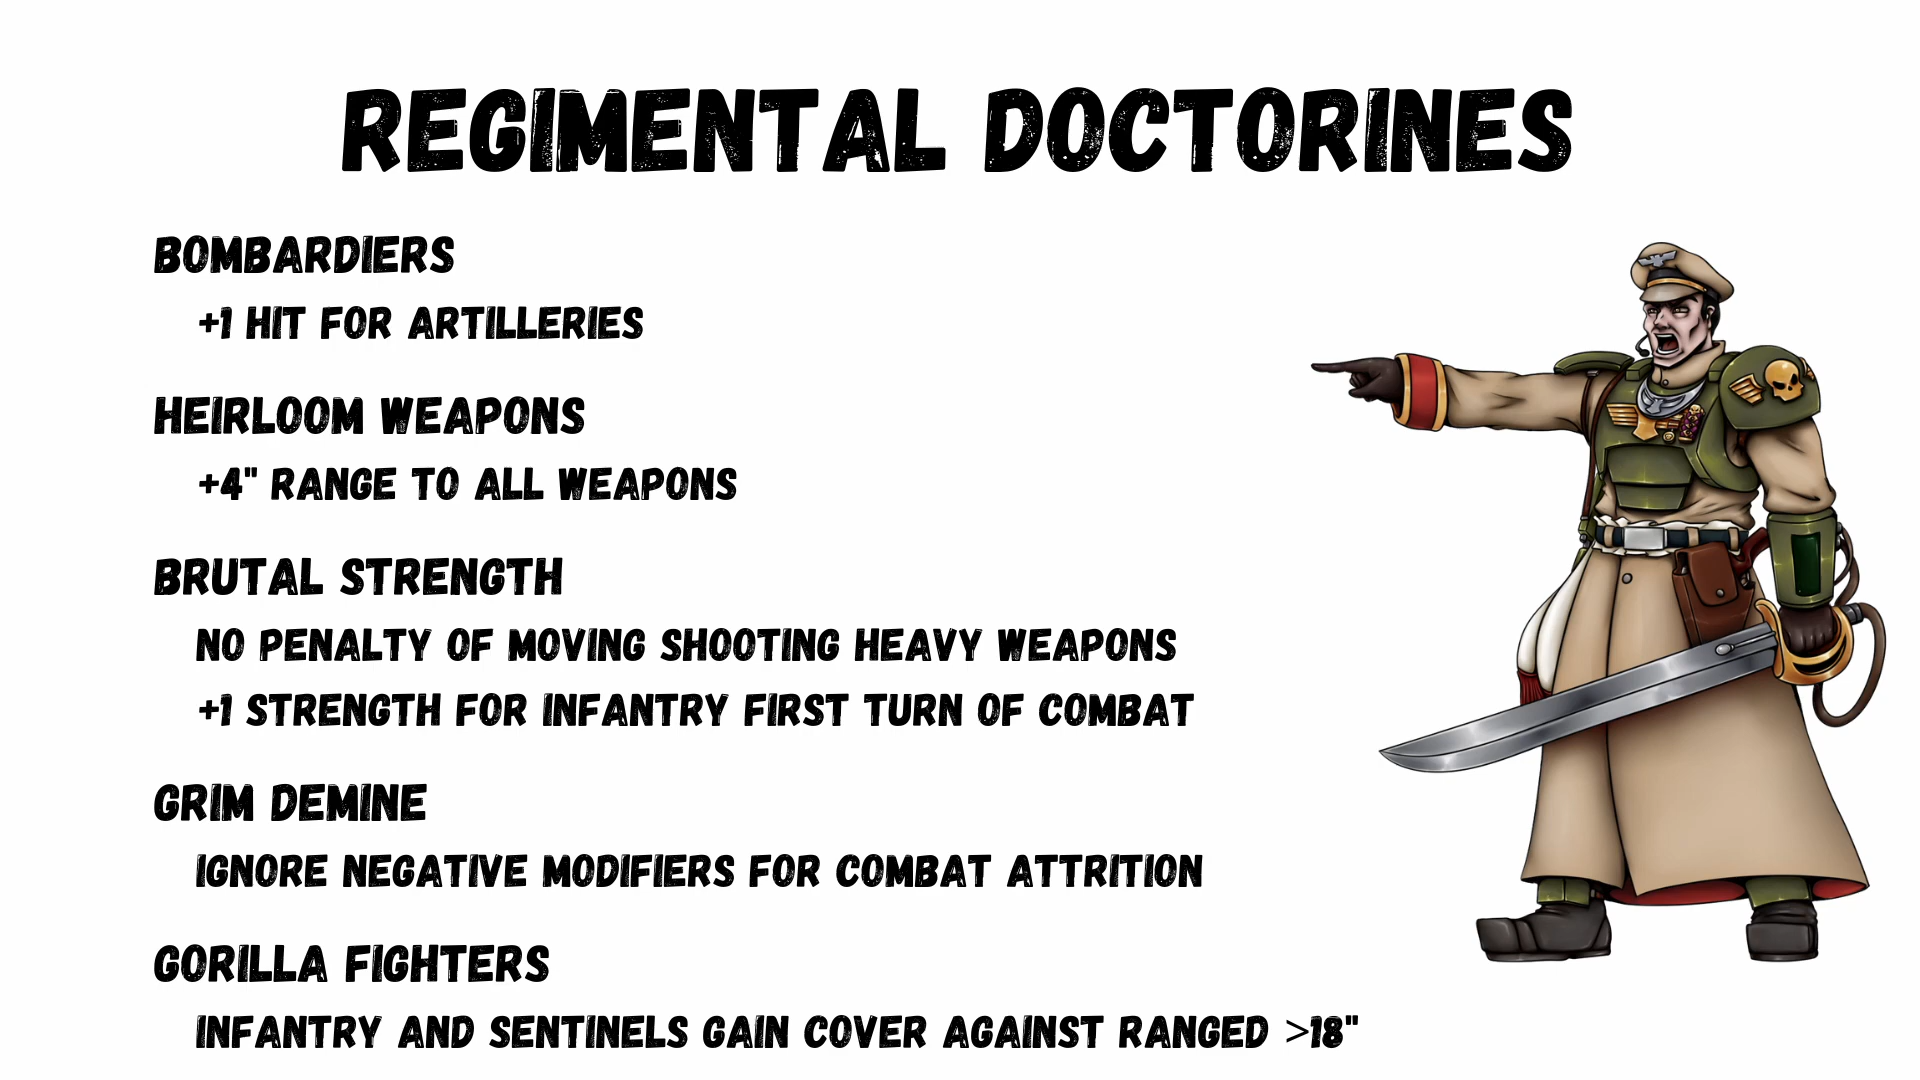 REGIMENTAL DOCTORINES
BOMBARDIERS
+1 HIT FOR ARTILLERIES
HEIRLOOM WEAPONS
+4" RANGE TO ALL WEAPONS
BRUTAL STRENGTH
NO PENALTY OF MOVING SHOOTING HEAVY WEAPONS
+1 STRENGTH FOR INFANTRY FIRST TURN OF COMBAT
GRIM DEMINE
IGNORE NEGATIVE MODIFIERS FOR COMBAT ATTRITION
GORILLA FIGHTERS
INFANTRY AND SENTINELS GAIN COVER AGAINST RANGED >18"